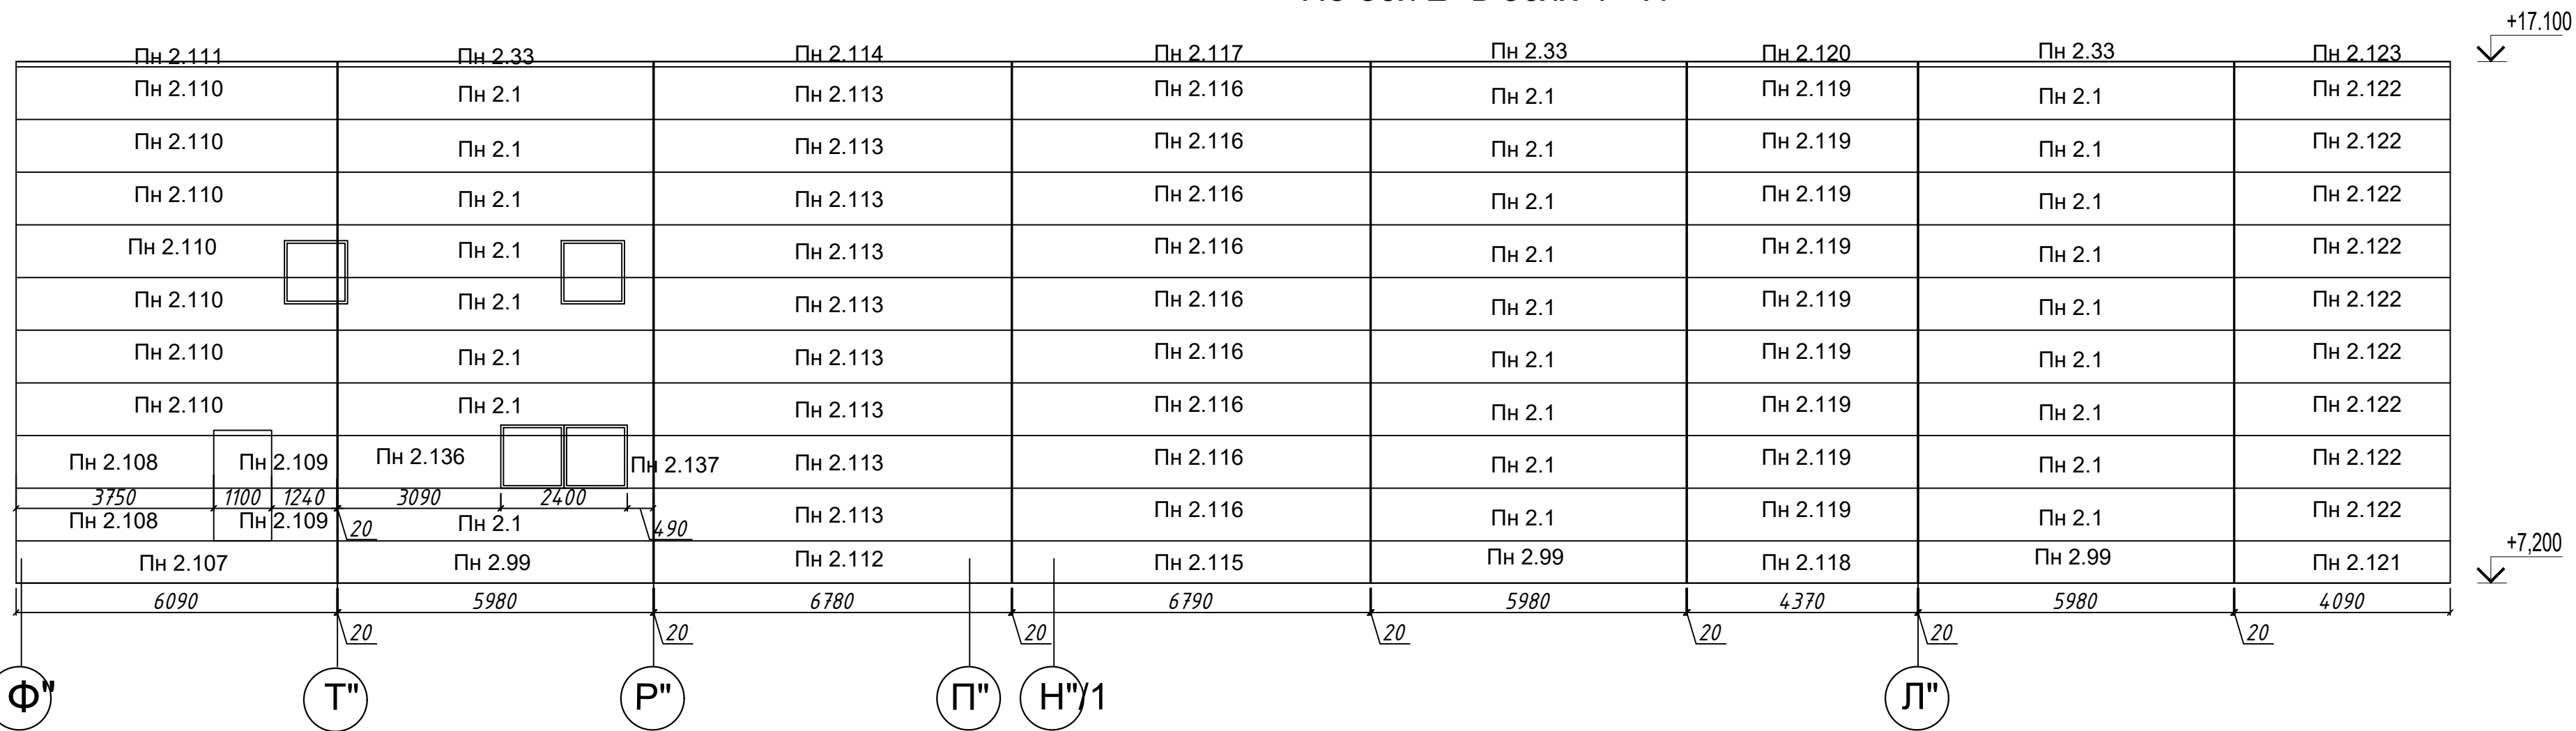 +17.100
Пн 2.111 Пн 2.33 Пн 2.114 Пн 2.117 Пн 2.33 Пн 2.120 Пн 2.33 Пн 2.123
Пн 2.110 Пн 2.1 Пн 2.113 Пн 2.116 Пн 2.1 Пн 2.119 Пн 2.1 Пн 2.122
Пн 2.110 Пн 2.1 Пн 2.113 Пн 2.116 Пн 2.1 Пн 2.119 Пн 2.1 Пн 2.122
Пн 2.110 Пн 2.1 Пн 2.113 Пн 2.116 Пн 2.1 Пн 2.119 Пн 2.1 Пн 2.122
Пн 2.110 Пн 2.1 Пн 2.113 Пн 2.116 Пн 2.1 Пн 2.119 Пн 2.1 Пн 2.122
Пн 2.110 Пн 2.1 Пн 2.113 Пн 2.116 Пн 2.1 Пн 2.119 Пн 2.1 Пн 2.122
Пн 2.110 Пн 2.1 Пн 2.113 Пн 2.116 Пн 2.1 Пн 2.119 Пн 2.1 Пн 2.122
Пн 2.110 Пн 2.1 Пн 2.113 Пн 2.116 Пн 2.1 Пн 2.119 Пн 2.1 Пн 2.122
Пн 2.108 Пн 2.109 Пн 2.136 Пн 2.137 Пн 2.113 Пн 2.116 Пн 2.1 Пн 2.119 Пн 2.1 Пн 2.122
3750 1100 1240 3090 2400
Пн 2.108 Пн 2.109 20 Пн 2.1 490 Пн 2.113 Пн 2.116 Пн 2.1 Пн 2.119 Пн 2.1 Пн 2.122
Пн 2.107 Пн 2.99 Пн 2.112 Пн 2.115 Пн 2.99 Пн 2.118 Пн 2.99 Пн 2.121
+7,200
6090 5980 6780 6790 5980 4370 5980 4090
20 20 20 20 20 20 20
Ф" Т" Р" П" Н"/1 Л"